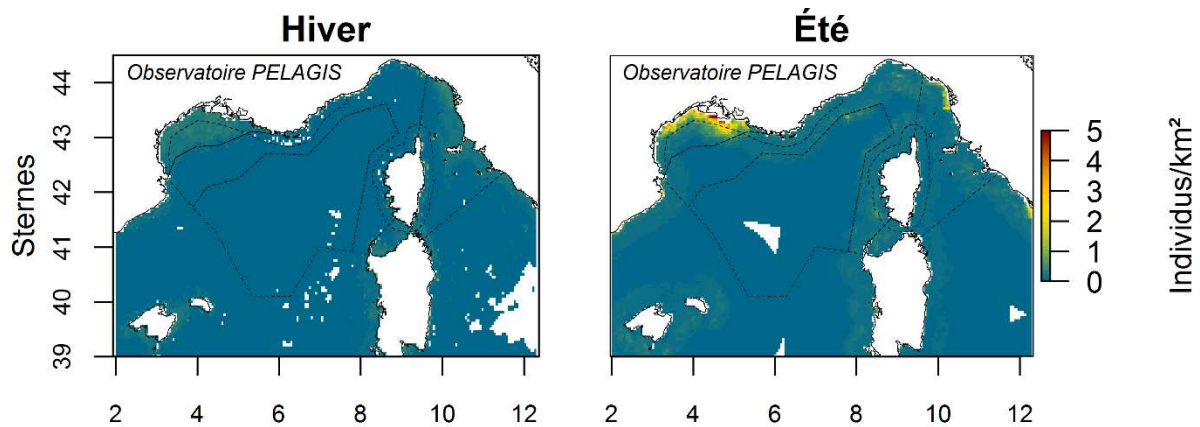 Hiver
Été
Observatoire PELAGIS
Observatoire PELAGIS
Sternes
44
43
42
41
40
39
2 4 6 8 10 12
2 4 6 8 10 12
5
4
3
2
1
0
Individus/km²